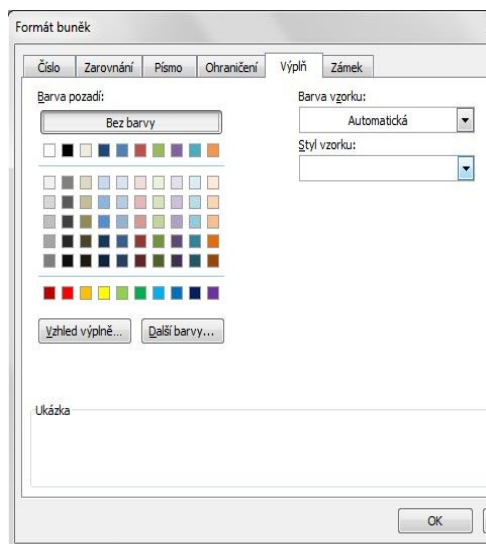 Formát buněk
Číslo Zarovnání Písmo Ohraničení Výplň Zámek
Barva pozadí:
Bez barvy
Vzhled výplně... Další barvy...
Barva vzorku:
Automatická
Styl vzorku:
Ukázka
OK